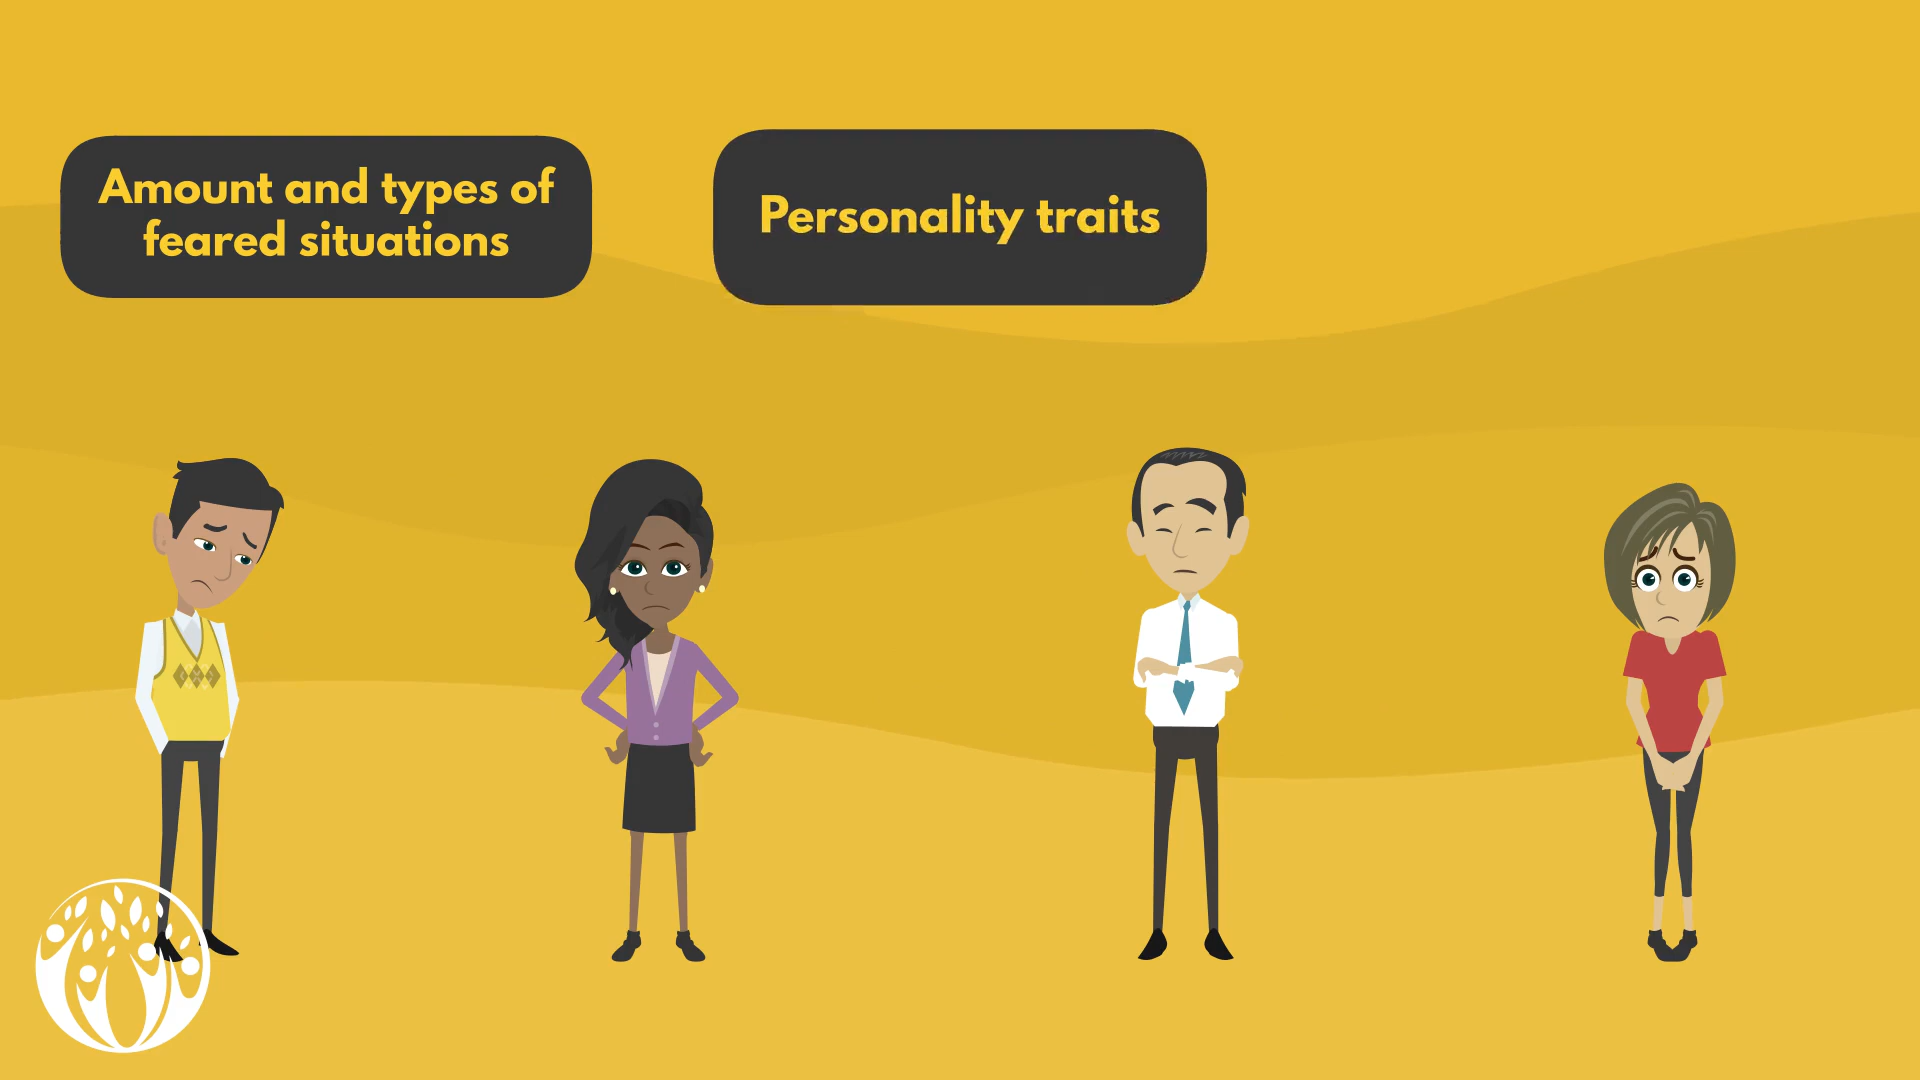 Amount and types of
feared situations
Personality traits